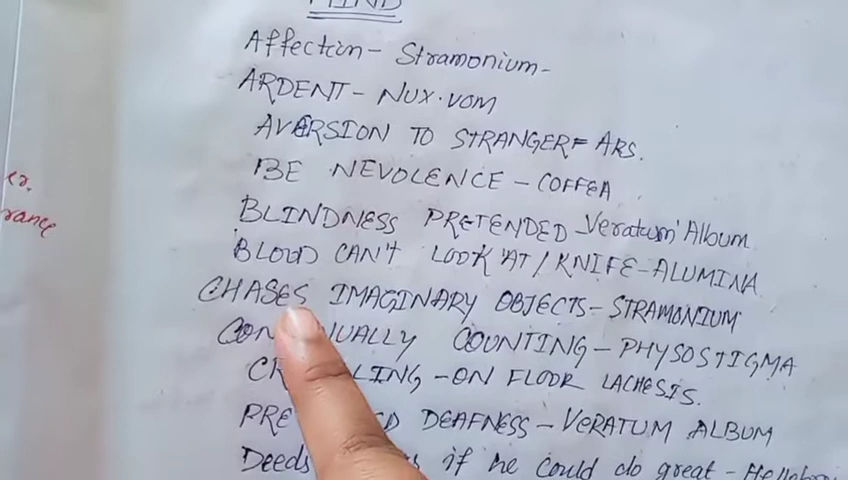 MIND
Affection - Stramonium -
ARDENT - NUX.VOM
AVERSION TO STRANGER = ARS.
BE NEVOLENCE - COFFEA
BLINDNESS PRETENDED - Veratum Album
BLOOD CAN'T LOOK AT / KNIFE - ALUMINA
CHASES IMAGINARY OBJECTS - STRAMONIUM
COUNTING - PHYSOSTIGMA
ON FLOOR LACHESIS.
DEAFNESS - VERATUM ALBUM
Deeds if he could do great -